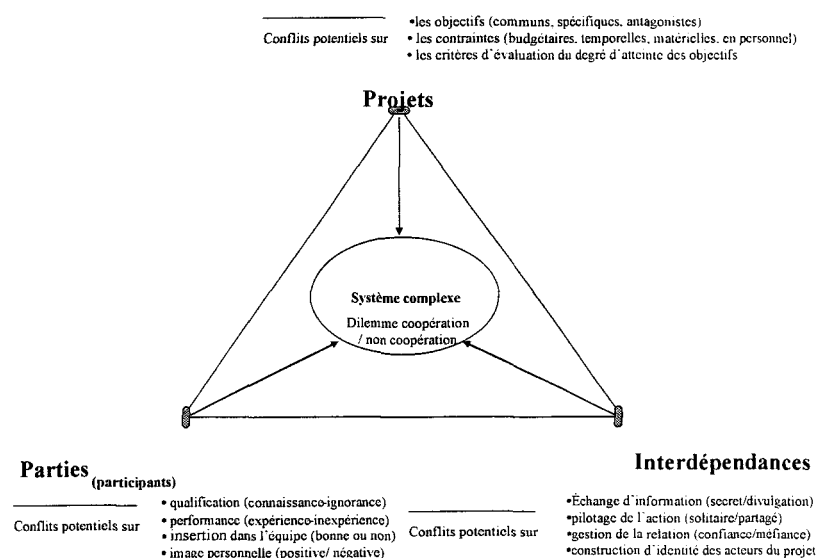 •les objectifs (communs, spécifiques, antagonistes)
Conflits potentiels sur
• les contraintes (budgétaires, temporelles, matérielles, en personnel)
• les critères d'évaluation du degré d'atteinte des objectifs
Projets
Système complexe
Dilemme coopération
/ non coopération
Parties
(participants)
Conflits potentiels sur
• qualification (connaissance-ignorance)
• performance (expérience-inexpérience)
• insertion dans l'équipe (bonne ou non)
• image personnelle (positive/ négative)
Interdépendances
Conflits potentiels sur
•Échange d'information (secret/divulgation)
•pilotage de l'action (solitaire/partagé)
•gestion de la relation (confiance/méfiance)
•construction d'identité des acteurs du projet